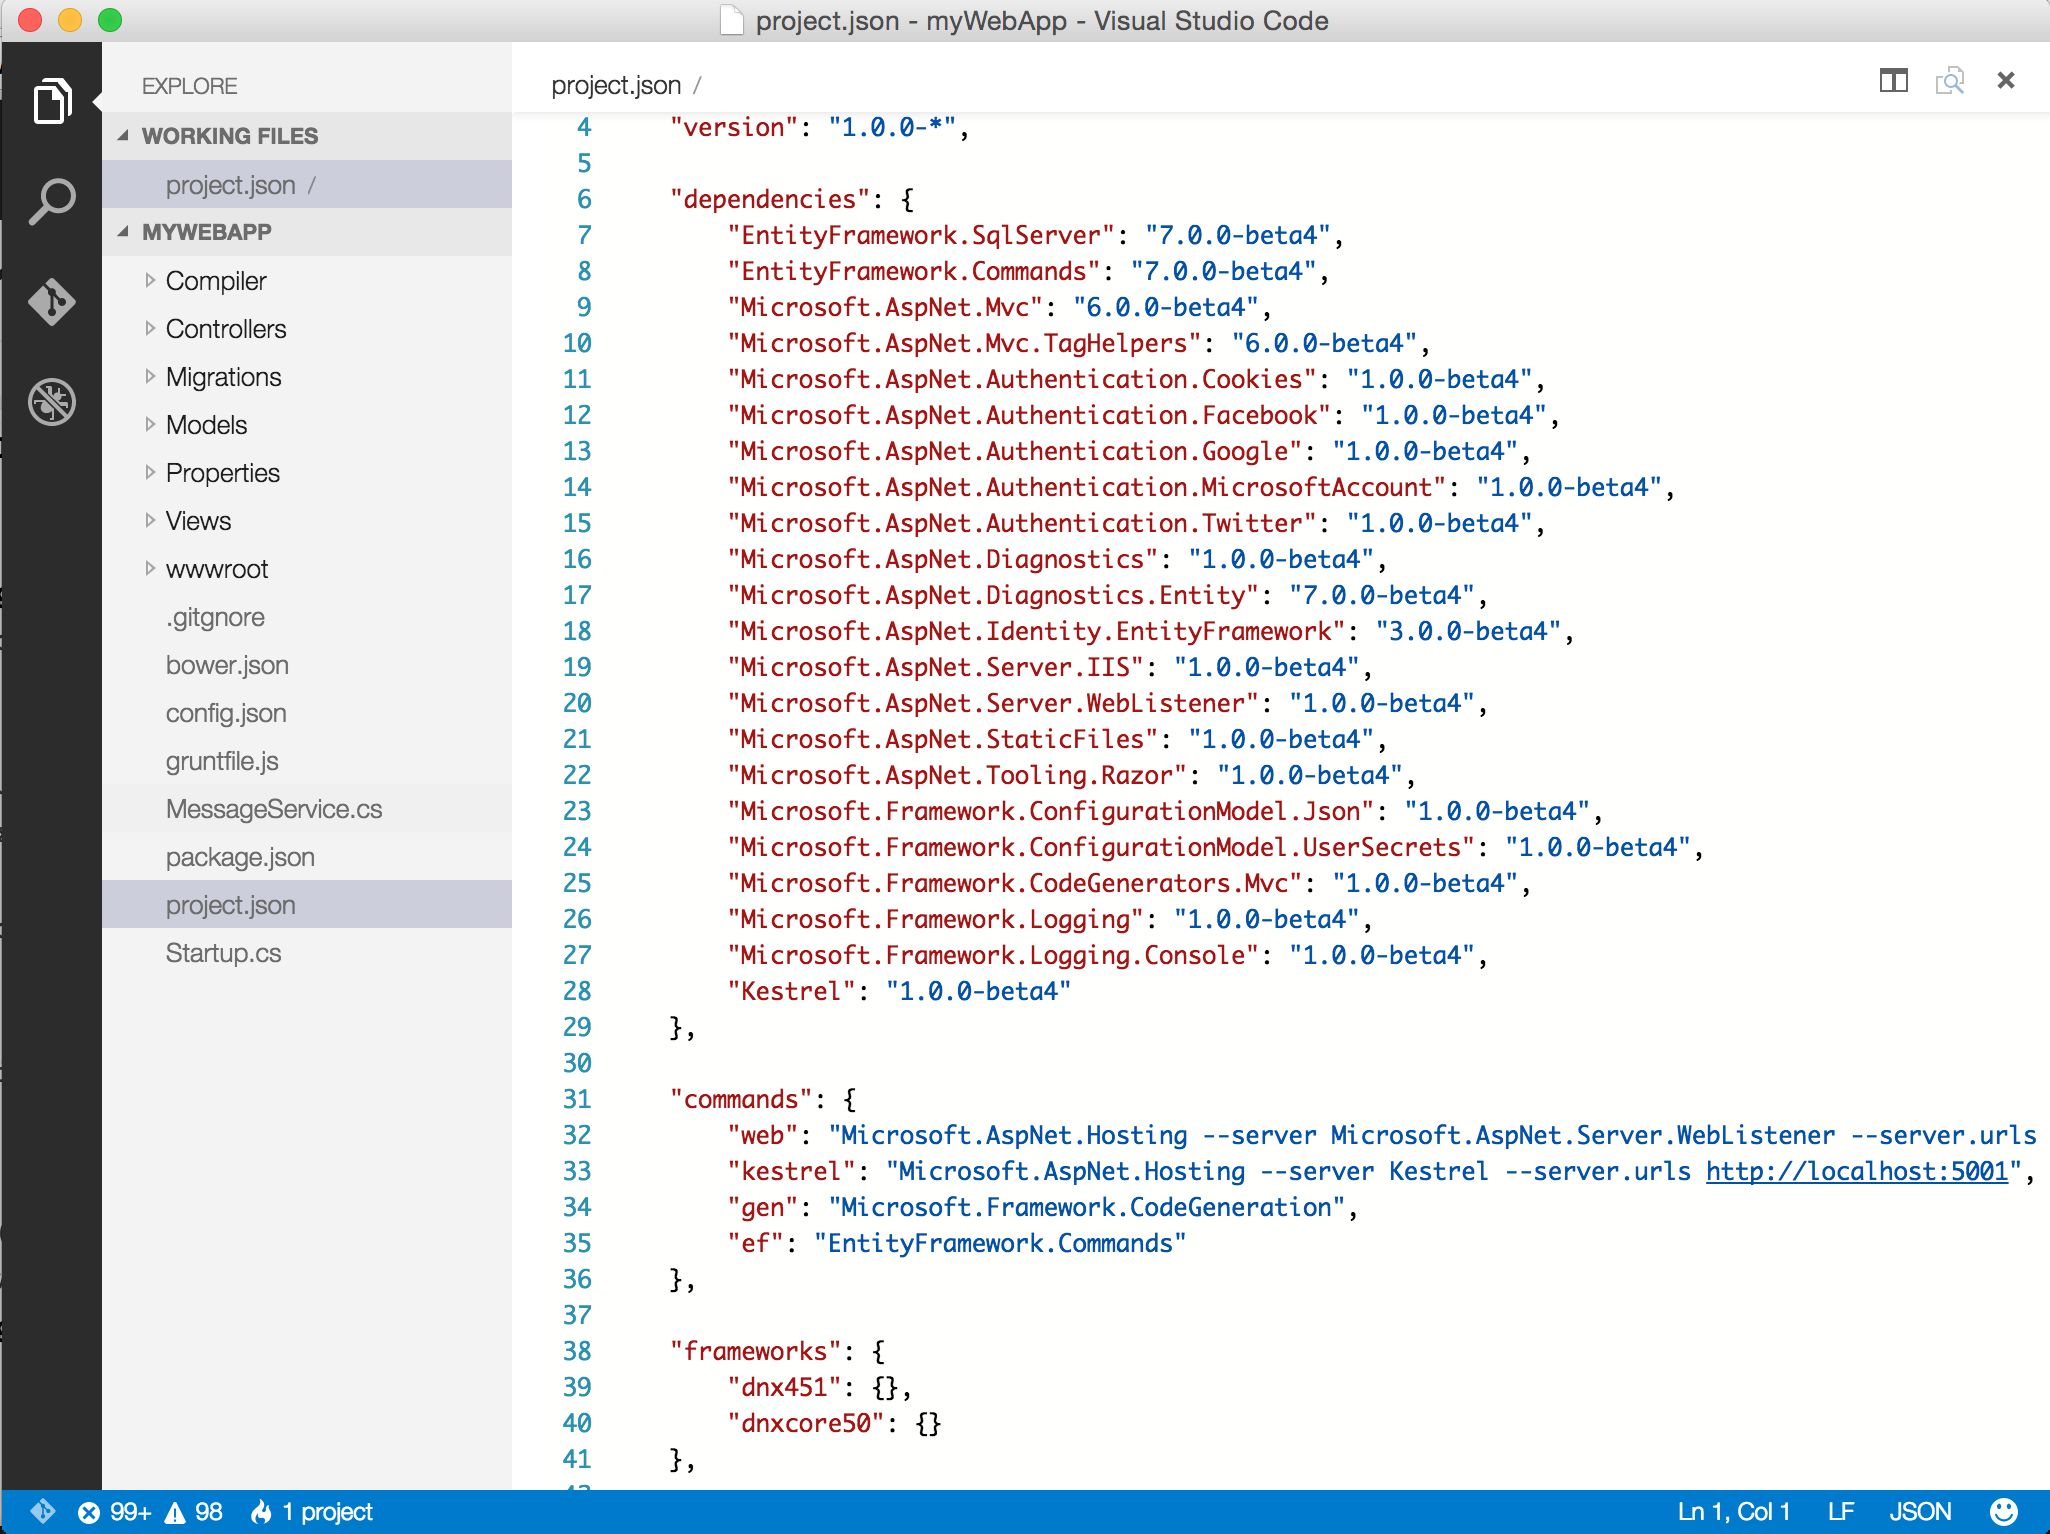 project.json - myWebApp - Visual Studio Code
EXPLORE
WORKING FILES
project.json /
MYWEBAPP
Compiler
Controllers
Migrations
Models
Properties
Views
wwwroot
.gitgnore
bower.json
config.json
gruntfile.js
MessageService.cs
package.json
project.json
Startup.cs
project.json /
4 "version": "1.0.0-*",
5
6 "dependencies": {
7 "EntityFramework.SqlServer": "7.0.0-beta4",
8 "EntityFramework.Commands": "7.0.0-beta4",
9 "Microsoft.AspNet.Mvc": "6.0.0-beta4",
10 "Microsoft.AspNet.Mvc.TagHelpers": "6.0.0-beta4",
11 "Microsoft.AspNet.Authentication.Cookies": "1.0.0-beta4",
12 "Microsoft.AspNet.Authentication.Facebook": "1.0.0-beta4",
13 "Microsoft.AspNet.Authentication.Google": "1.0.0-beta4",
14 "Microsoft.AspNet.Authentication.MicrosoftAccount": "1.0.0-beta4",
15 "Microsoft.AspNet.Authentication.Twitter": "1.0.0-beta4",
16 "Microsoft.AspNet.Diagnostics": "1.0.0-beta4",
17 "Microsoft.AspNet.Diagnostics.Entity": "7.0.0-beta4",
18 "Microsoft.AspNet.Identity.EntityFramework": "3.0.0-beta4",
19 "Microsoft.AspNet.Server.IIS": "1.0.0-beta4",
20 "Microsoft.AspNet.Server.WebListener": "1.0.0-beta4",
21 "Microsoft.AspNet.StaticFiles": "1.0.0-beta4",
22 "Microsoft.AspNet.Tooling.Razor": "1.0.0-beta4",
23 "Microsoft.Framework.ConfigurationModel.Json": "1.0.0-beta4",
24 "Microsoft.Framework.ConfigurationModel.UserSecrets": "1.0.0-beta4",
25 "Microsoft.Framework.CodeGenerators.Mvc": "1.0.0-beta4",
26 "Microsoft.Framework.Logging": "1.0.0-beta4",
27 "Microsoft.Framework.Logging.Console": "1.0.0-beta4",
28 "Kestrel": "1.0.0-beta4"
29 },
30
31 "commands": {
32 "web": "Microsoft.AspNet.Hosting --server Microsoft.AspNet.Server.WebListener --server.urls
33 "kestrel": "Microsoft.AspNet.Hosting --server Kestrel --server.urls http://localhost:5001",
34 "gen": "Microsoft.Framework.CodeGeneration",
35 "ef": "EntityFramework.Commands"
36 },
37
38 "frameworks": {
39 "dnx451": {},
40 "dnxcore50": {}
41 },
99+ 98 1 project
Ln 1, Col 1 LF JSON